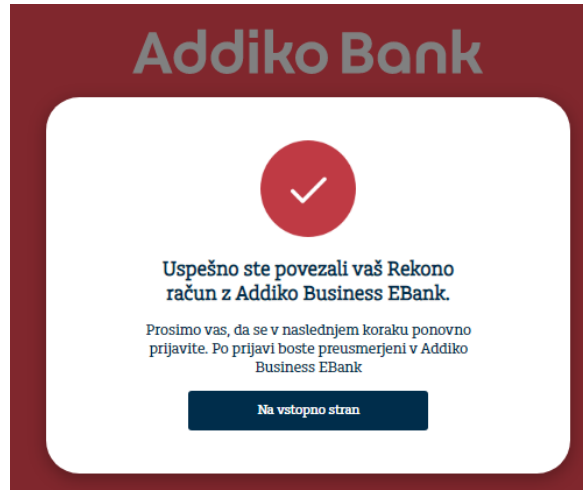 Addiko Bank
Uspešno ste povezali vaš Rekono
račun z Addiko Business EBank.
Prosimo vas, da se v naslednjem koraku ponovno
prijavite. Po prijavi boste preusmerjeni v Addiko
Business EBank
Na vstopno stran